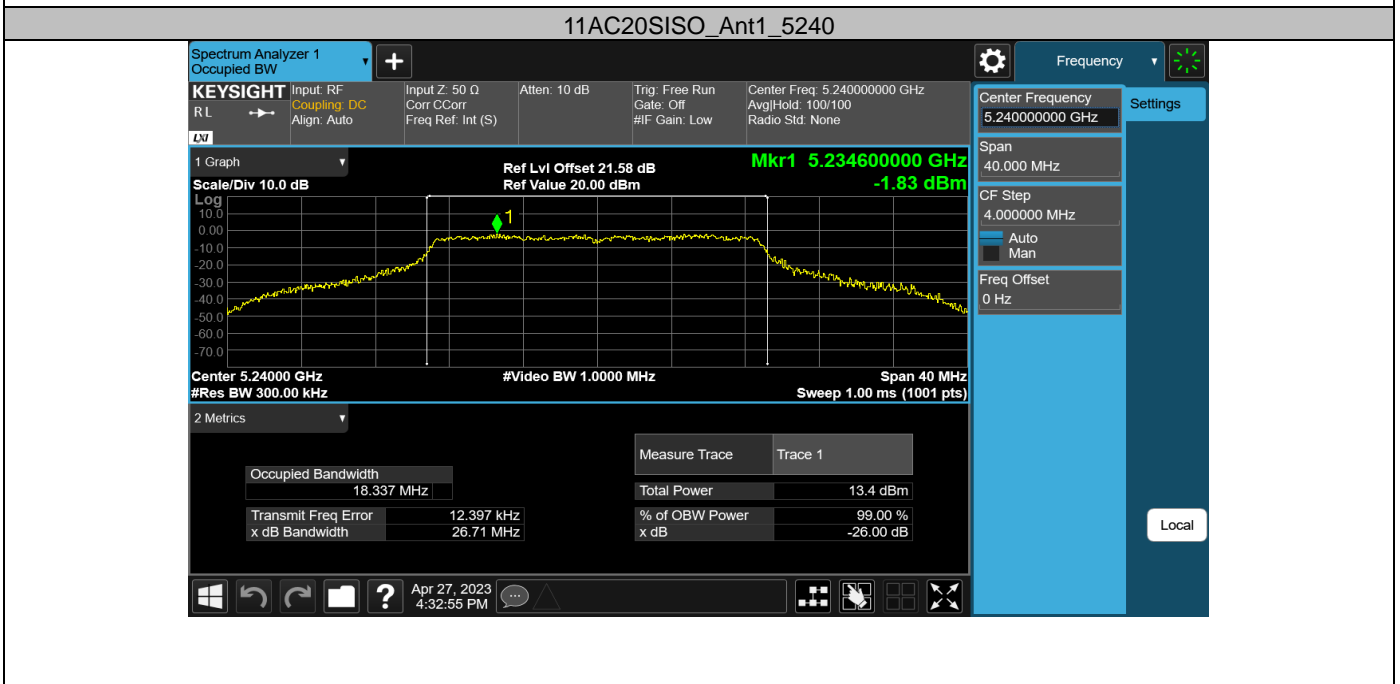 11AC20SISO_Ant1_5240
Spectrum Analyzer 1
Occupied BW
+
Frequency
KEYSIGHT
RL
LXI
Input: RF
Coupling: DC
Align: Auto
Input Z: 50 Ω
Corr CCorr
Freq Ref: Int (S)
Atten: 10 dB
Trig: Free Run
Gate: Off
#IF Gain: Low
Center Freq: 5.240000000 GHz
Avg|Hold: 100/100
Radio Std: None
Center Frequency
5.240000000 GHz
Settings
Span
40.000 MHz
CF Step
4.000000 MHz
Auto
Man
Freq Offset
0 Hz
Local
1 Graph
Scale/Div 10.0 dB
Ref Lvl Offset 21.58 dB
Ref Value 20.00 dBm
Mkr1 5.234600000 GHz
-1.83 dBm
Log
10.0
0.00
-10.0
-20.0
-30.0
-40.0
-50.0
-60.0
-70.0
1
Center 5.24000 GHz
#Res BW 300.00 kHz
#Video BW 1.0000 MHz
Span 40 MHz
Sweep 1.00 ms (1001 pts)
2 Metrics
Measure Trace Trace 1
Occupied Bandwidth
18.337 MHz
Total Power 13.4 dBm
Transmit Freq Error 12.397 kHz
% of OBW Power 99.00 %
x dB Bandwidth 26.71 MHz
x dB -26.00 dB
?
Apr 27, 2023
4:32:55 PM